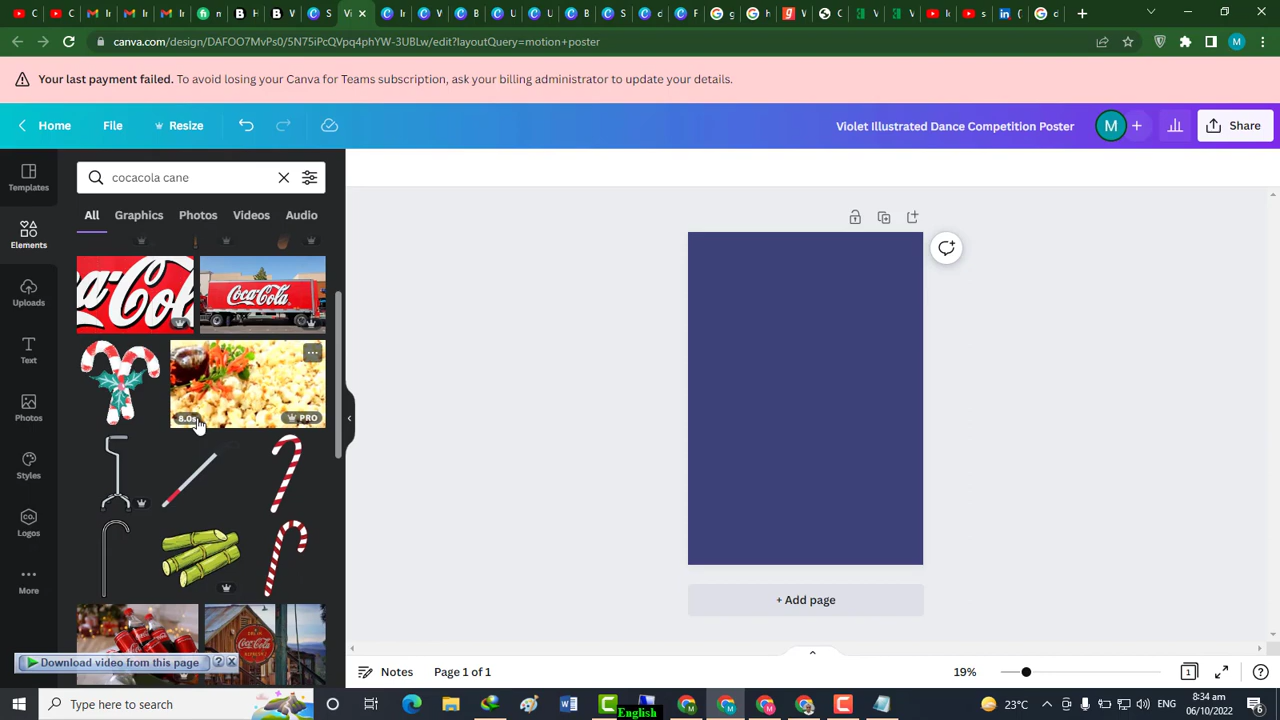 canva.com/design/DAFOO7MvPs0/5N75iPcQVpq4phYW-3UBLw/edit?layoutQuery=motion+poster
M
Your last payment failed. To avoid losing your Canva for Teams subscription, ask your billing administrator to update your details.
Home File Resize Violet Illustrated Dance Competition Poster M Share
Templates
Elements
Uploads
Text
Photos
Styles
Logos
More
cocacola cane
All Graphics Photos Videos Audio
Coca-Cola
8.0s PRO
Coca-Cola
Download video from this page ? X
+ Add page
Notes Page 1 of 1 19% 1
Type here to search
English
23°C ENG 8:34 am
06/10/2022 6